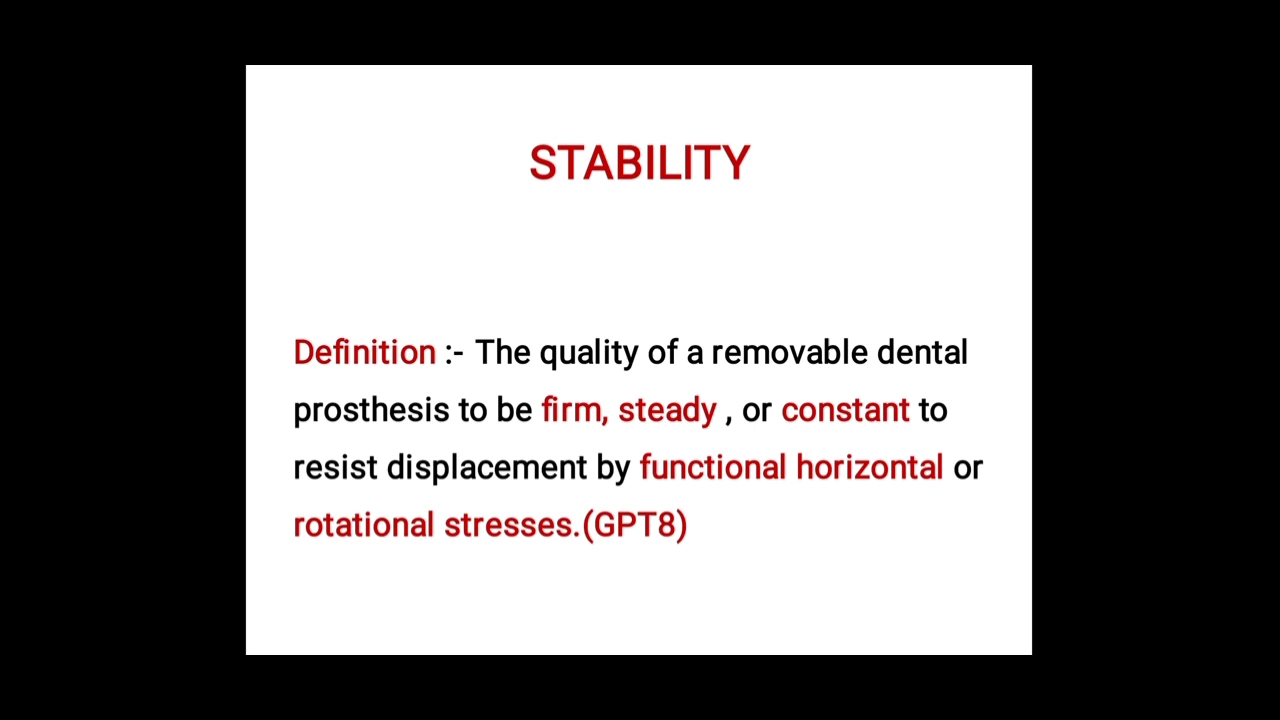 STABILITY
Definition :- The quality of a removable dental
prosthesis to be firm, steady , or constant to
resist displacement by functional horizontal or
rotational stresses.(GPT8)